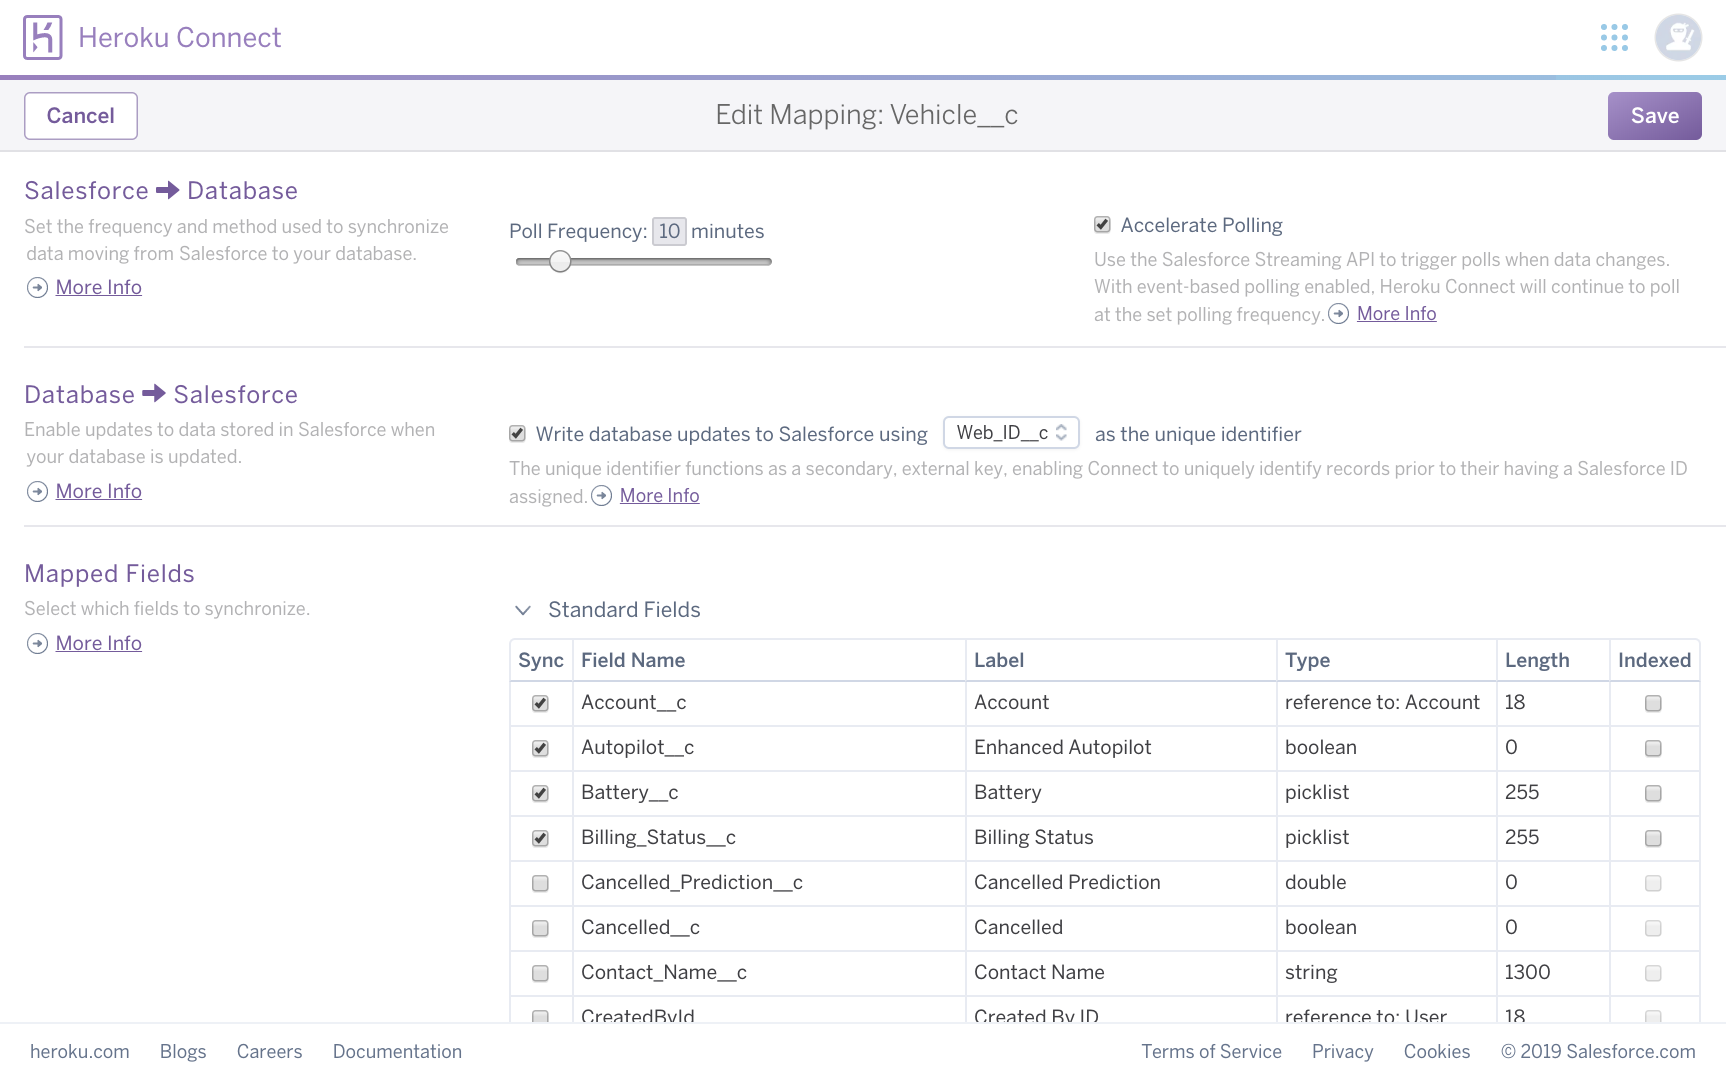 Heroku Connect
Cancel
Edit Mapping: Vehicle__c
Save
Salesforce Database
Set the frequency and method used to synchronize
data moving from Salesforce to your database.
More Info
Poll Frequency: 10 minutes
Accelerate Polling
Use the Salesforce Streaming API to trigger polls when data changes.
With event-based polling enabled, Heroku Connect will continue to poll
at the set polling frequency. More Info
Database Salesforce
Enable updates to data stored in Salesforce when
your database is updated.
More Info
Write database updates to Salesforce using Web_ID__c as the unique identifier
The unique identifier functions as a secondary, external key, enabling Connect to uniquely identify records prior to their having a Salesforce ID
assigned. More Info
Mapped Fields
Select which fields to synchronize.
More Info
Standard Fields
Sync Field Name Label Type Length Indexed
Account__c Account reference to: Account 18
Autopilot__c Enhanced Autopilot boolean 0
Battery__c Battery picklist 255
Billing_Status__c Billing Status picklist 255
Cancelled_Prediction__c Cancelled Prediction double 0
Cancelled__c Cancelled boolean 0
Contact_Name__c Contact Name string 1300
CreatedById Created By ID reference to: User 18
heroku.com Blogs Careers Documentation Terms of Service Privacy Cookies © 2019 Salesforce.com